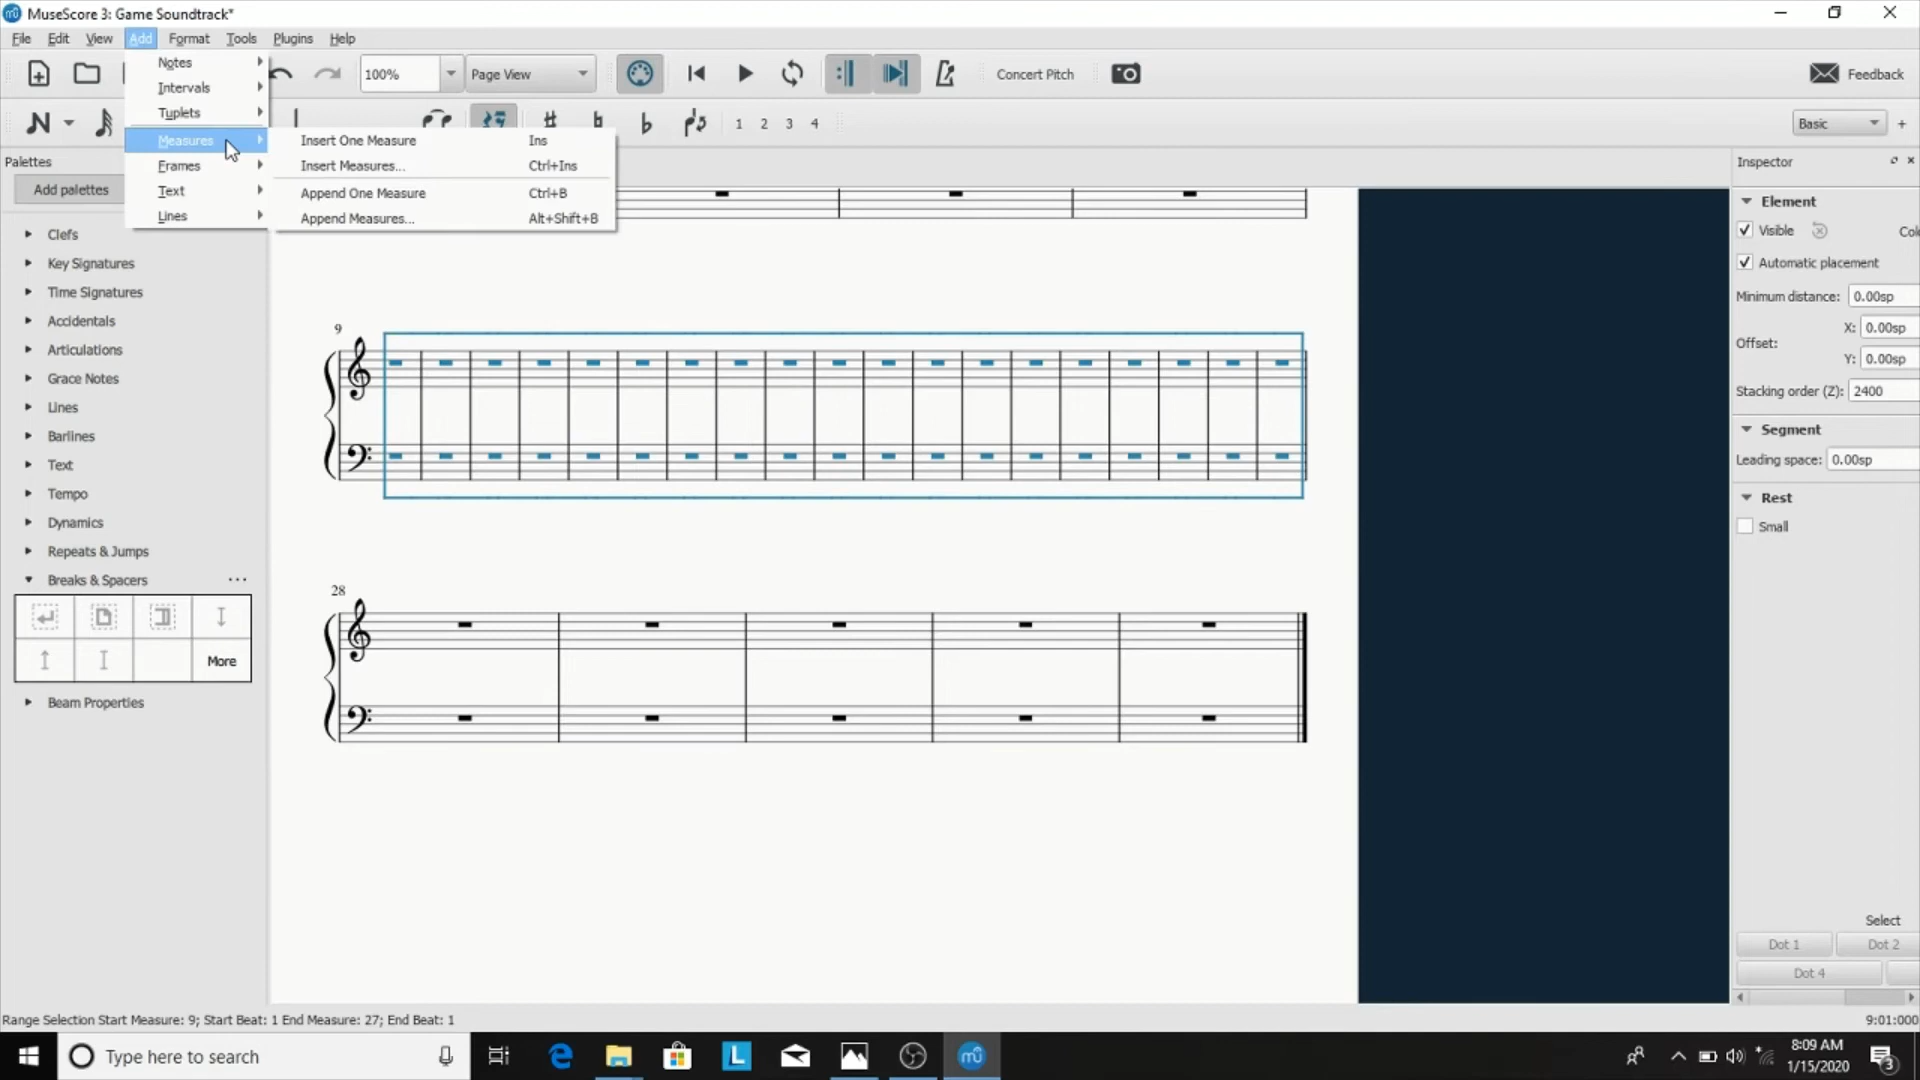 MuseScore 3: Game Soundtrack*
File Edit View Add Format Tools Plugins Help
100% Page View Concert Pitch Feedback
1 2 3 4 Basic +
Notes
Intervals
Tuplets
Measures
Frames
Text
Lines
Insert One Measure Ins
Insert Measures... Ctrl+Ins
Append One Measure Ctrl+B
Append Measures... Alt+Shift+B
Palettes
Add palettes
Clefs
Key Signatures
Time Signatures
Accidentals
Articulations
Grace Notes
Lines
Barlines
Text
Tempo
Dynamics
Repeats & Jumps
Breaks & Spacers ...
More
Beam Properties
9
28
Inspector
Element
Visible Colo
Automatic placement
Minimum distance: 0.00sp
X: 0.00sp
Offset:
Y: 0.00sp
Stacking order (Z): 2400
Segment
Leading space: 0.00sp
Rest
Small
Select
Dot 1 Dot 2
Dot 4
Range Selection Start Measure: 9; Start Beat: 1 End Measure: 27; End Beat: 1 9:01:000
Type here to search
L
mu
8:09 AM
1/15/2020
3